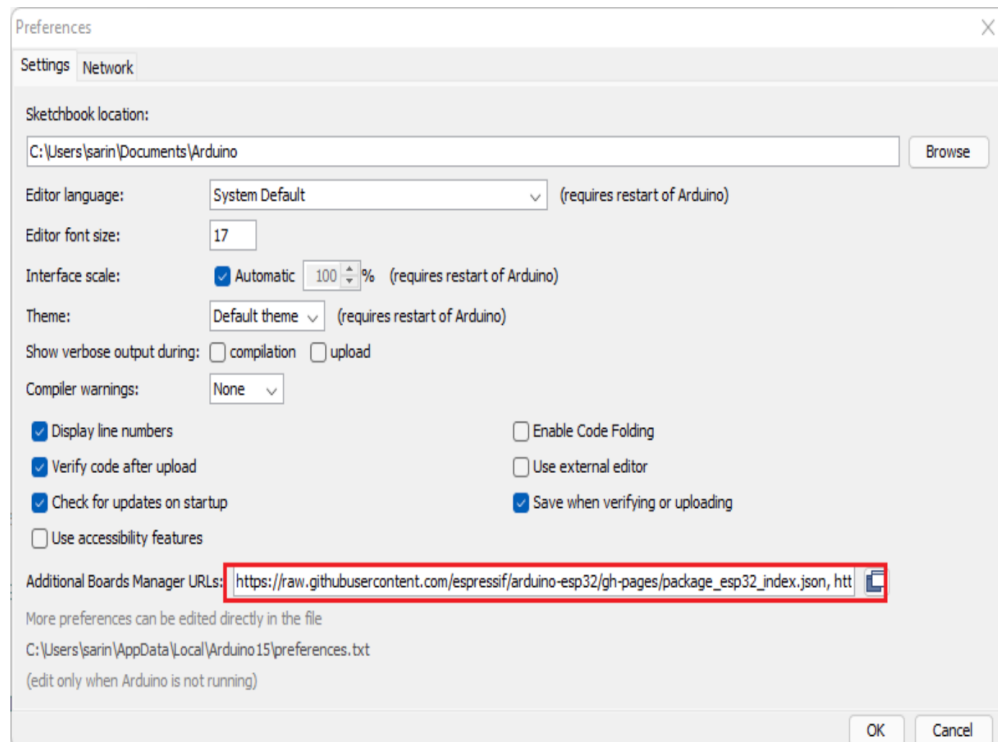 Preferences
Settings Network
Sketchbook location:
C:\Users\sarin\Documents\Arduino Browse
Editor language: System Default (requires restart of Arduino)
Editor font size: 17
Interface scale: Automatic 100 % (requires restart of Arduino)
Theme: Default theme (requires restart of Arduino)
Show verbose output during: compilation upload
Compiler warnings: None
Display line numbers Enable Code Folding
Verify code after upload Use external editor
Check for updates on startup Save when verifying or uploading
Use accessibility features
Additional Boards Manager URLs: https://raw.githubusercontent.com/espressif/arduino-esp32/gh-pages/package_esp32_index.json, htt
More preferences can be edited directly in the file
C:\Users\sarin\AppData\Local\Arduino15\preferences.txt
(edit only when Arduino is not running)
OK Cancel